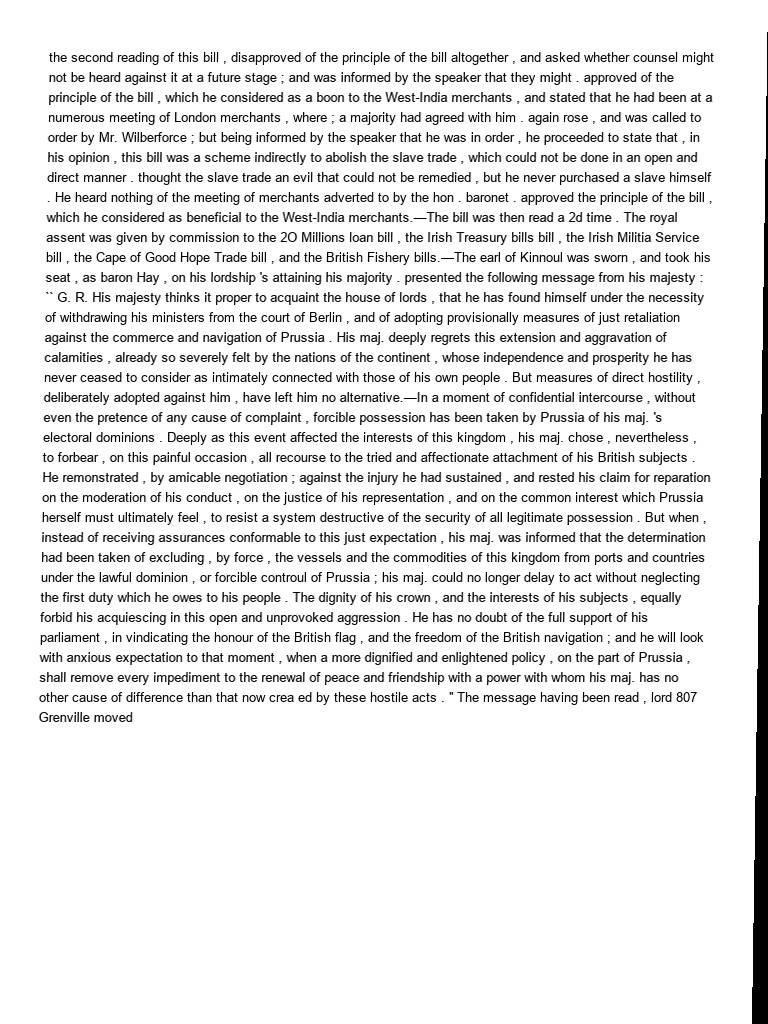 the second reading of this bill , disapproved of the principle of the bill altogether , and asked whether counsel might
not be heard against it at a future stage ; and was informed by the speaker that they might . approved of the
principle of the bill , which he considered as a boon to the West-India merchants , and stated that he had been at a
numerous meeting of London merchants , where ; a majority had agreed with him . again rose , and was called to
order by Mr. Wilberforce ; but being informed by the speaker that he was in order , he proceeded to state that , in
his opinion , this bill was a scheme indirectly to abolish the slave trade , which could not be done in an open and
direct manner . thought the slave trade an evil that could not be remedied , but he never purchased a slave himself
. He heard nothing of the meeting of merchants adverted to by the hon . baronet . approved the principle of the bill ,
which he considered as beneficial to the West-India merchants.—The bill was then read a 2d time . The royal
assent was given by commission to the 2O Millions loan bill , the Irish Treasury bills bill , the Irish Militia Service
bill , the Cape of Good Hope Trade bill , and the British Fishery bills.—The earl of Kinnoul was sworn , and took his
seat , as baron Hay , on his lordship 's attaining his majority . presented the following message from his majesty :
`` G. R. His majesty thinks it proper to acquaint the house of lords , that he has found himself under the necessity
of withdrawing his ministers from the court of Berlin , and of adopting provisionally measures of just retaliation
against the commerce and navigation of Prussia . His maj. deeply regrets this extension and aggravation of
calamities , already so severely felt by the nations of the continent , whose independence and prosperity he has
never ceased to consider as intimately connected with those of his own people . But measures of direct hostility ,
deliberately adopted against him , have left him no alternative.—In a moment of confidential intercourse , without
even the pretence of any cause of complaint , forcible possession has been taken by Prussia of his maj. 's
electoral dominions . Deeply as this event affected the interests of this kingdom , his maj. chose , nevertheless ,
to forbear , on this painful occasion , all recourse to the tried and affectionate attachment of his British subjects .
He remonstrated , by amicable negotiation ; against the injury he had sustained , and rested his claim for reparation
on the moderation of his conduct , on the justice of his representation , and on the common interest which Prussia
herself must ultimately feel , to resist a system destructive of the security of all legitimate possession . But when ,
instead of receiving assurances conformable to this just expectation , his maj. was informed that the determination
had been taken of excluding , by force , the vessels and the commodities of this kingdom from ports and countries
under the lawful dominion , or forcible controul of Prussia ; his maj. could no longer delay to act without neglecting
the first duty which he owes to his people . The dignity of his crown , and the interests of his subjects , equally
forbid his acquiescing in this open and unprovoked aggression . He has no doubt of the full support of his
parliament , in vindicating the honour of the British flag , and the freedom of the British navigation ; and he will look
with anxious expectation to that moment , when a more dignified and enlightened policy , on the part of Prussia ,
shall remove every impediment to the renewal of peace and friendship with a power with whom his maj. has no
other cause of difference than that now crea ed by these hostile acts . '' The message having been read , lord 807
Grenville moved